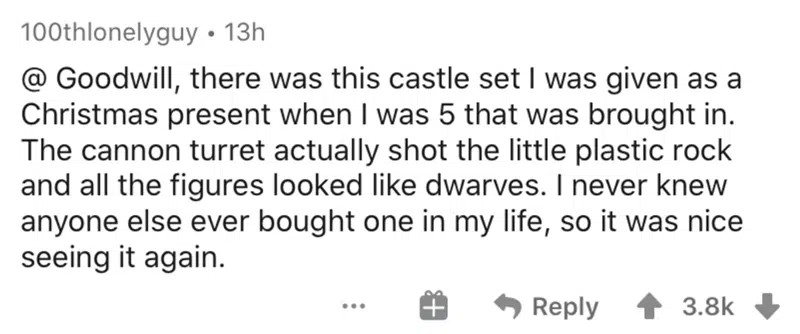 100thlonelyguy • 13h
@ Goodwill, there was this castle set I was given as a
Christmas present when I was 5 that was brought in.
The cannon turret actually shot the little plastic rock
and all the figures looked like dwarves. I never knew
anyone else ever bought one in my life, so it was nice
seeing it again.
... Reply 3.8k